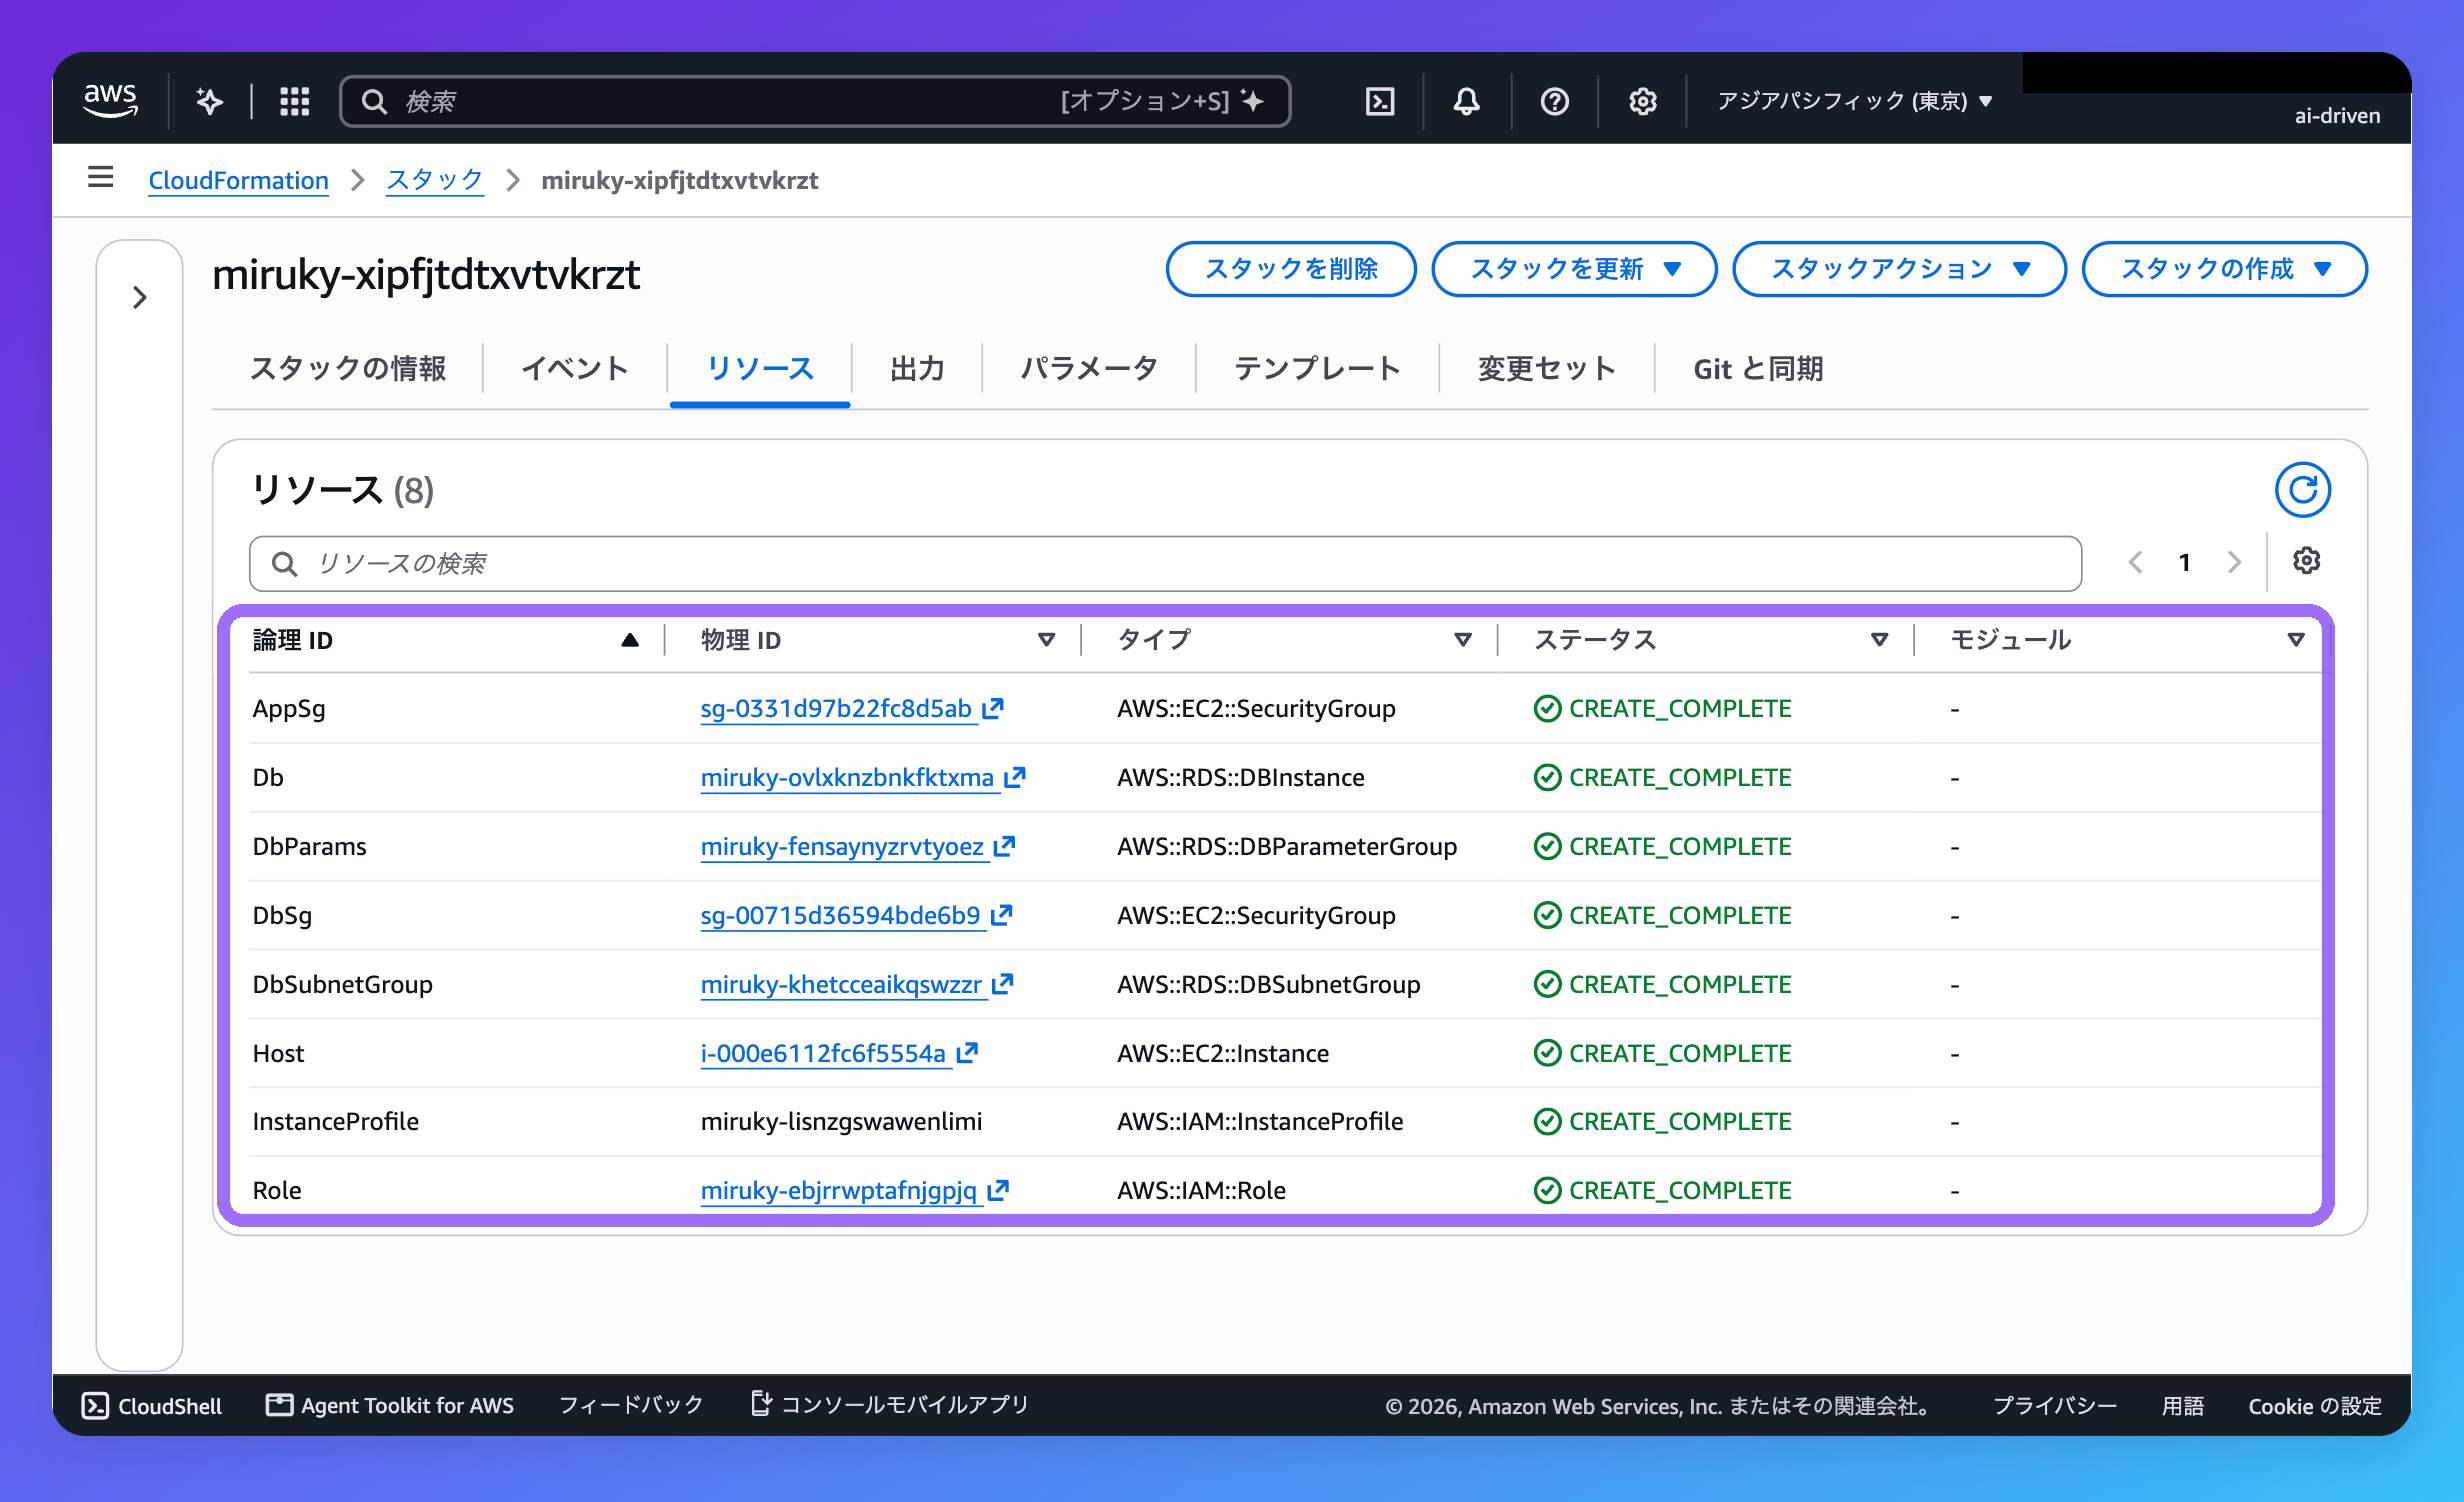 aws 検索 [オプション+S] アジアパシフィック (東京) ▼
ai-driven
CloudFormation > スタック > miruky-xipfjtdtxvtvkrzt
miruky-xipfjtdtxvtvkrzt スタックを削除 スタックを更新 ▼ スタックアクション ▼ スタックの作成 ▼
スタックの情報 イベント リソース 出力 パラメータ テンプレート 変更セット Git と同期
リソース (8)
リソースの検索 1
論理 ID 物理 ID タイプ ステータス モジュール
AppSg sg-0331d97b22fc8d5ab AWS::EC2::SecurityGroup CREATE_COMPLETE -
Db miruky-ovlxknzbnkfktxma AWS::RDS::DBInstance CREATE_COMPLETE -
DbParams miruky-fensaynyzrvtyoez AWS::RDS::DBParameterGroup CREATE_COMPLETE -
DbSg sg-00715d36594bde6b9 AWS::EC2::SecurityGroup CREATE_COMPLETE -
DbSubnetGroup miruky-khetcceaikqswzzr AWS::RDS::DBSubnetGroup CREATE_COMPLETE -
Host i-000e6112fc6f5554a AWS::EC2::Instance CREATE_COMPLETE -
InstanceProfile miruky-lisnzgswawenlimi AWS::IAM::InstanceProfile CREATE_COMPLETE -
Role miruky-ebjrrwptafnjgpjq AWS::IAM::Role CREATE_COMPLETE -
CloudShell Agent Toolkit for AWS フィードバック コンソールモバイルアプリ © 2026, Amazon Web Services, Inc. またはその関連会社。 プライバシー 用語 Cookie の設定